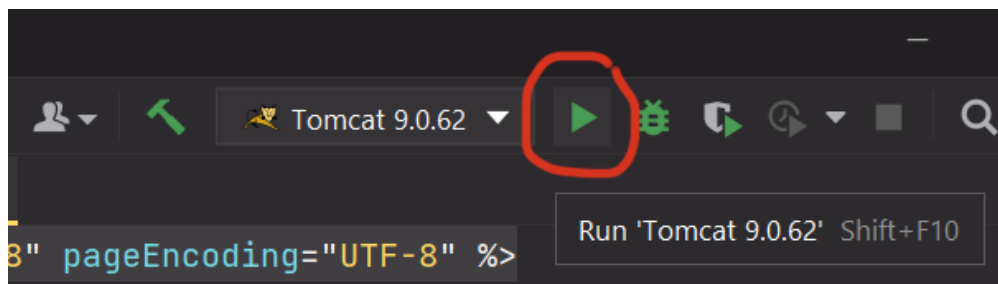 Tomcat 9.0.62
Run 'Tomcat 9.0.62' Shift+F10
8" pageEncoding="UTF-8" %>